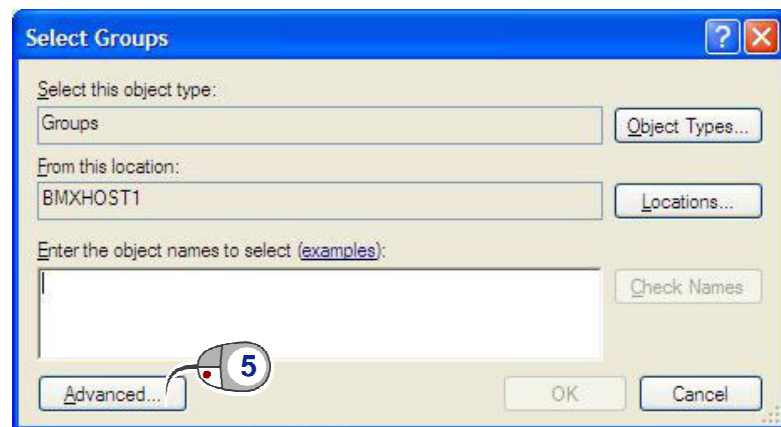 Select Groups
?
X
Select this object type:
Groups
Object Types...
From this location:
BMXHOST1
Locations...
Enter the object names to select (examples):
Check Names
5
Advanced...
OK
Cancel